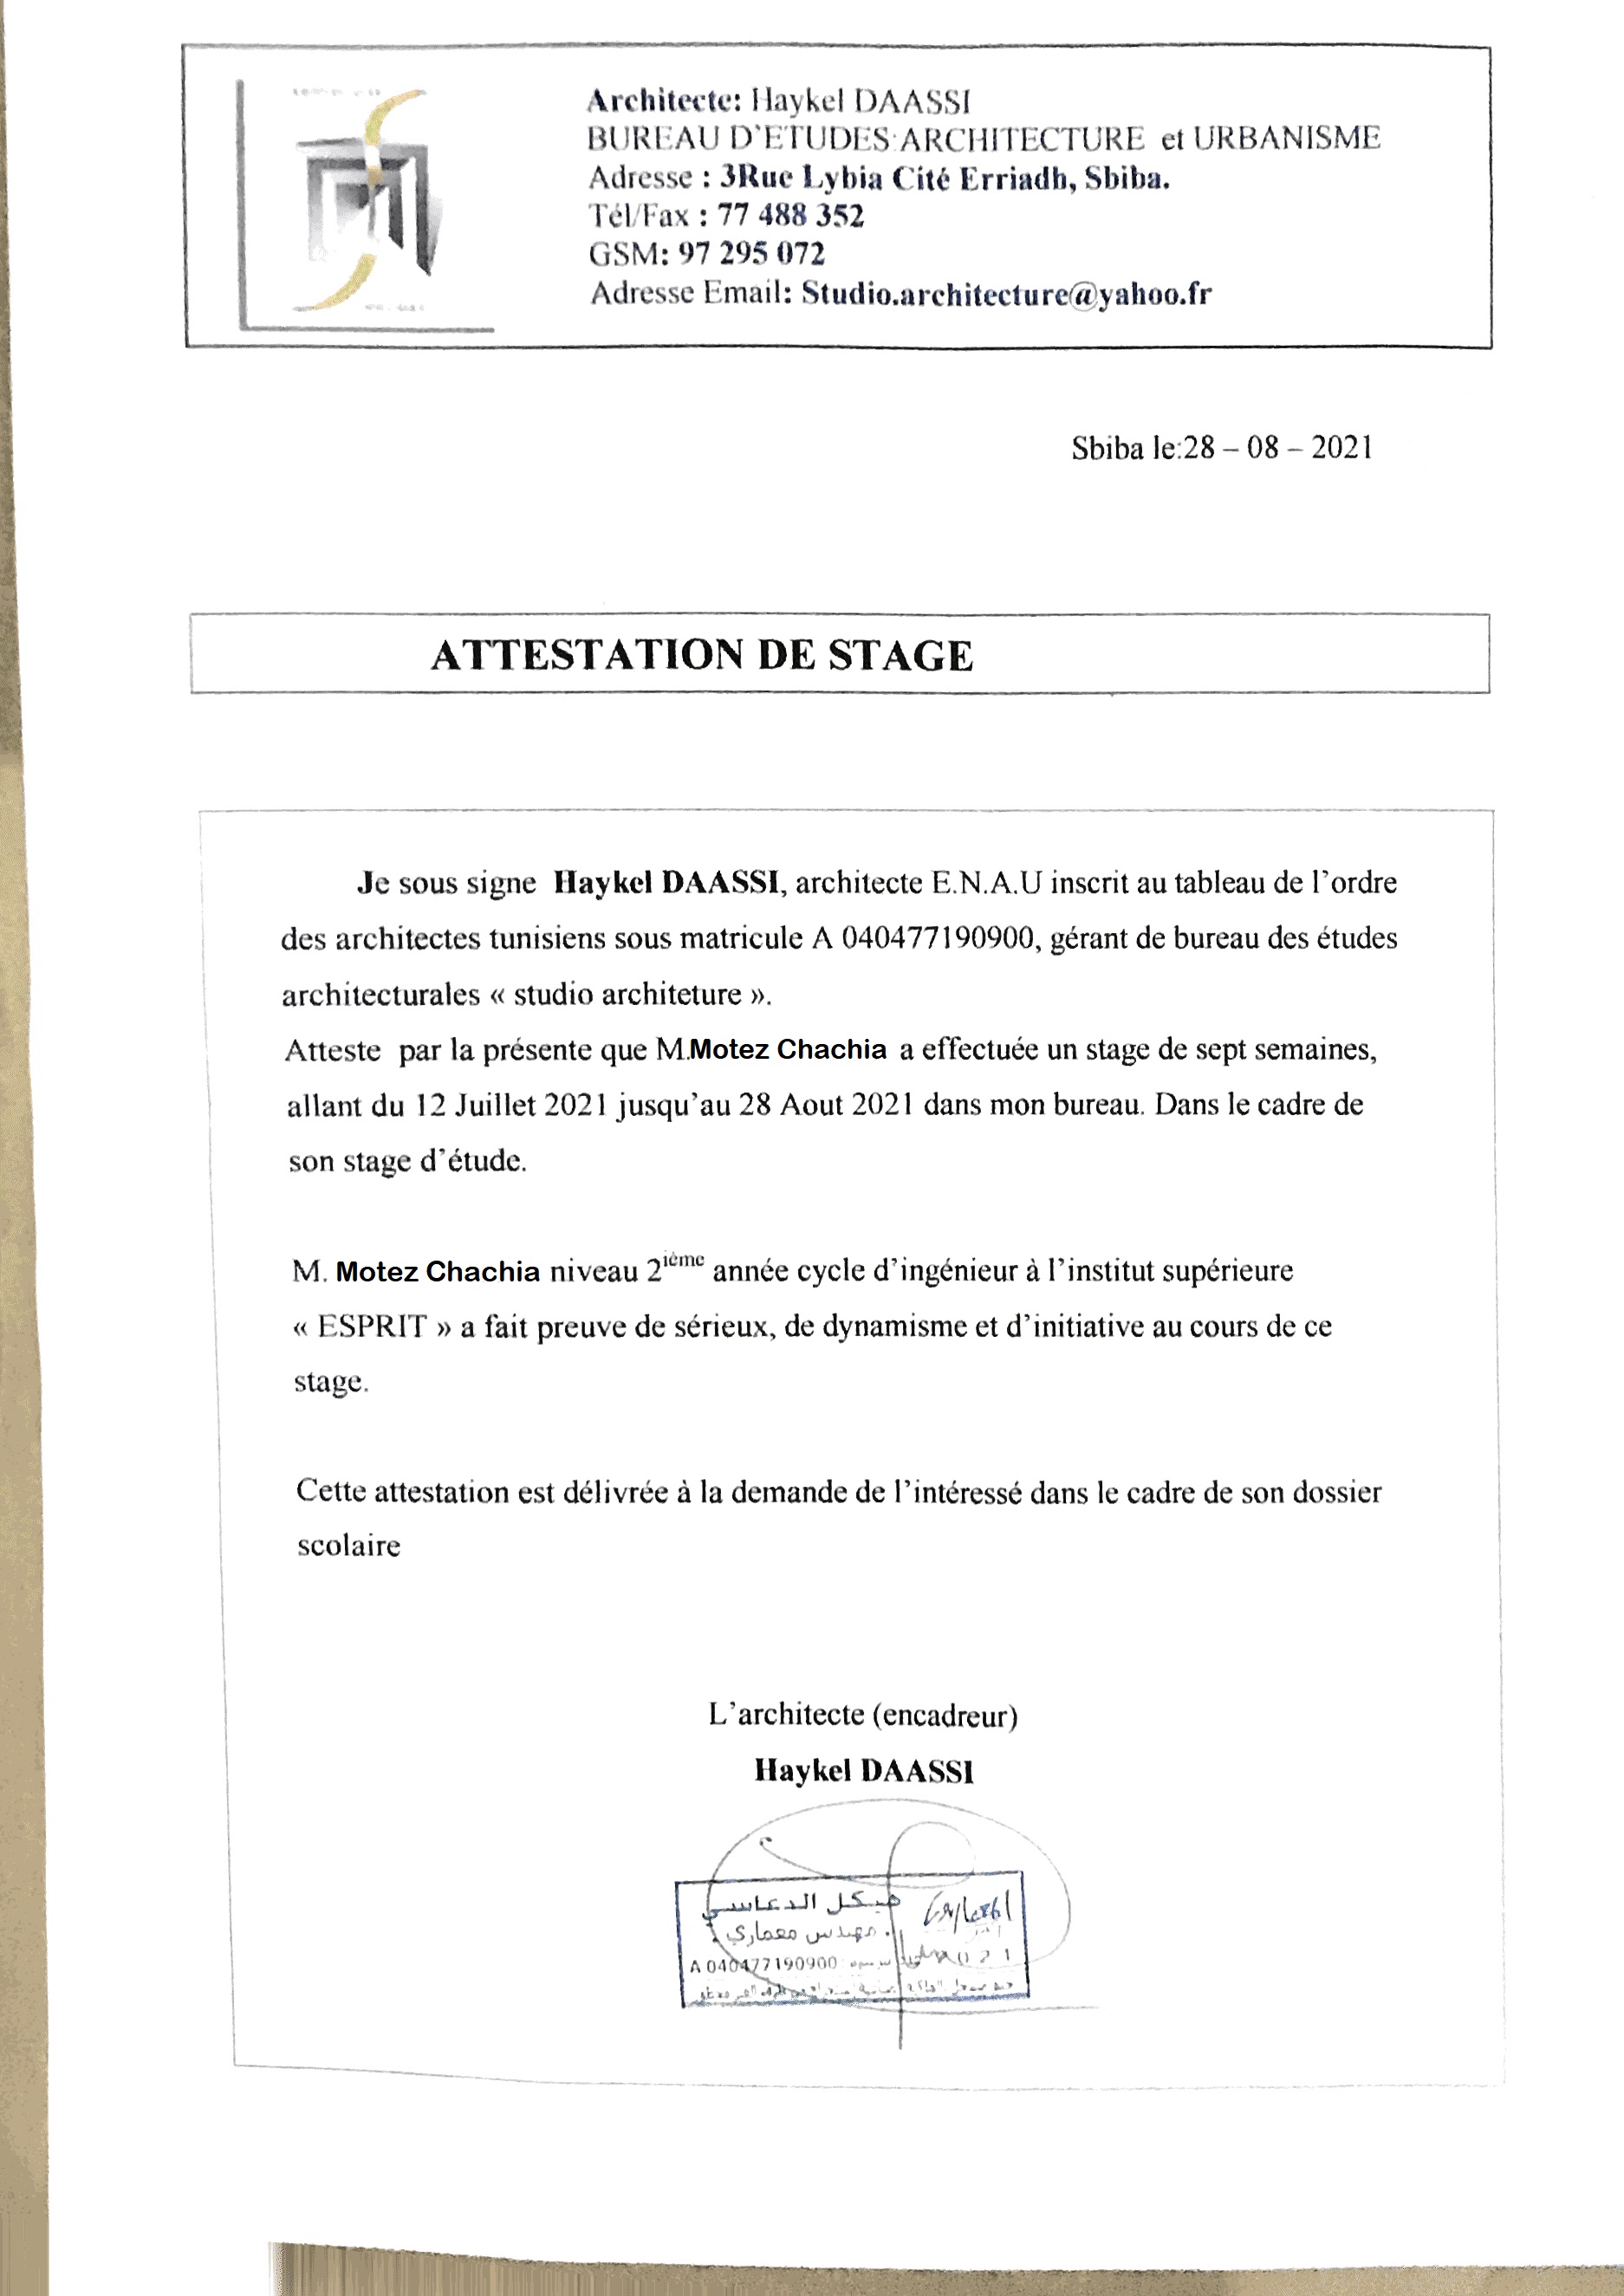 Architecte: Haykel DAASSI
BUREAU D'ETUDES ARCHITECTURE et URBANISME
Adresse : 3Rue Lybia Cité Erriadh, Sbiba.
Tél/Fax : 77 488 352
GSM: 97 295 072
Adresse Email: Studio.architecture@yahoo.fr
Sbiba le:28 – 08 – 2021
ATTESTATION DE STAGE
Je sous signe Haykel DAASSI, architecte E.N.A.U inscrit au tableau de l'ordre
des architectes tunisiens sous matricule A 040477190900, gérant de bureau des études
architecturales « studio architeture ».
Atteste par la présente que M.Motez Chachia a effectuée un stage de sept semaines,
allant du 12 Juillet 2021 jusqu'au 28 Aout 2021 dans mon bureau. Dans le cadre de
son stage d'étude.
M. Motez Chachia niveau 2ième année cycle d'ingénieur à l'institut supérieure
« ESPRIT » a fait preuve de sérieux, de dynamisme et d'initiative au cours de ce
stage.
Cette attestation est délivrée à la demande de l'intéressé dans le cadre de son dossier
scolaire
L'architecte (encadreur)
Haykel DAASSI
هيكل الدعاسي
مهندس معماري
A 040477190900